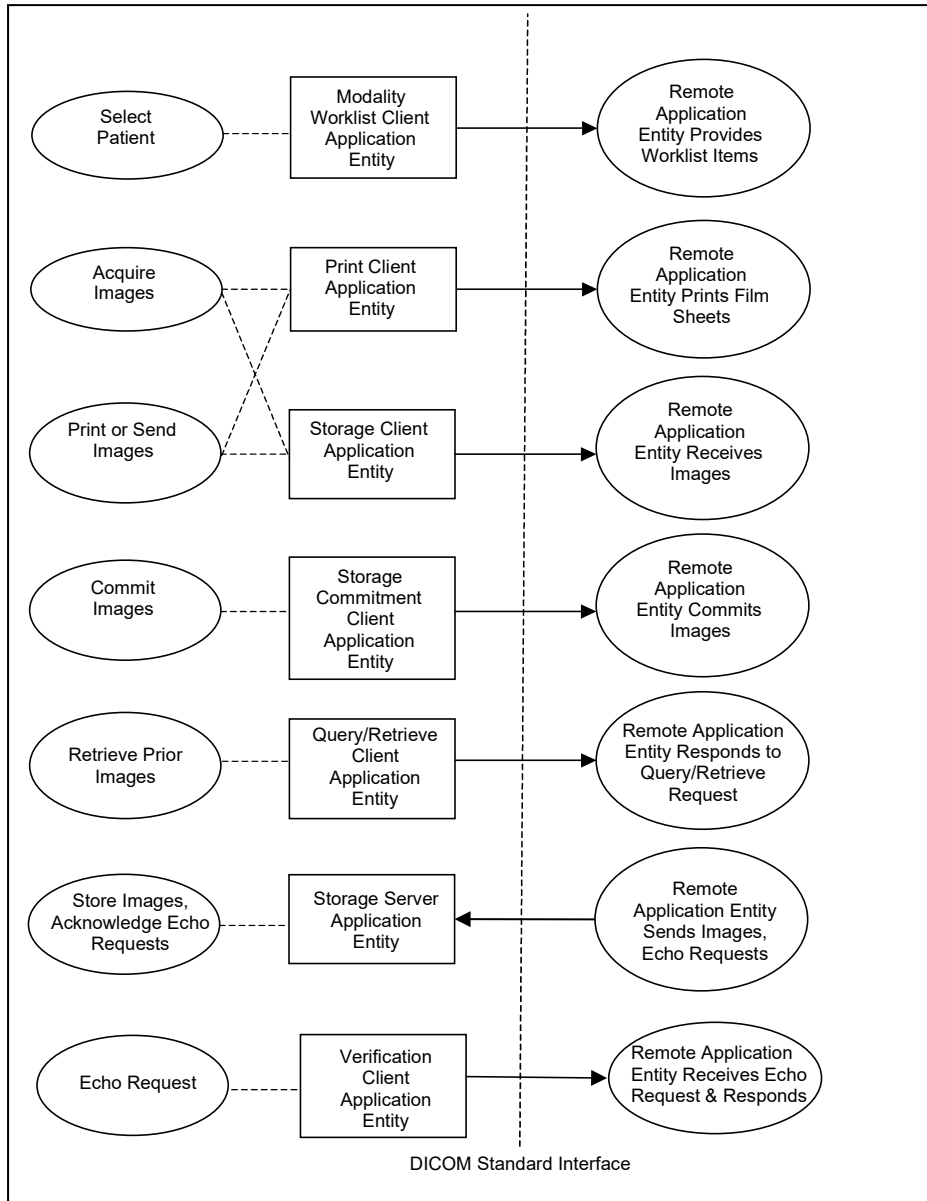 Select
Patient
Modality
Worklist Client
Application
Entity
Remote
Application
Entity Provides
Worklist Items
Acquire
Images
Print Client
Application
Entity
Remote
Application
Entity Prints Film
Sheets
Print or Send
Images
Storage Client
Application
Entity
Remote
Application
Entity Receives
Images
Commit
Images
Storage
Commitment
Client
Application
Entity
Remote
Application
Entity Commits
Images
Retrieve Prior
Images
Query/Retrieve
Client
Application
Entity
Remote Application
Entity Responds to
Query/Retrieve
Request
Store Images,
Acknowledge Echo
Requests
Storage Server
Application
Entity
Remote
Application Entity
Sends Images,
Echo Requests
Echo Request
Verification
Client
Application
Entity
Remote Application
Entity Receives Echo
Request & Responds
DICOM Standard Interface